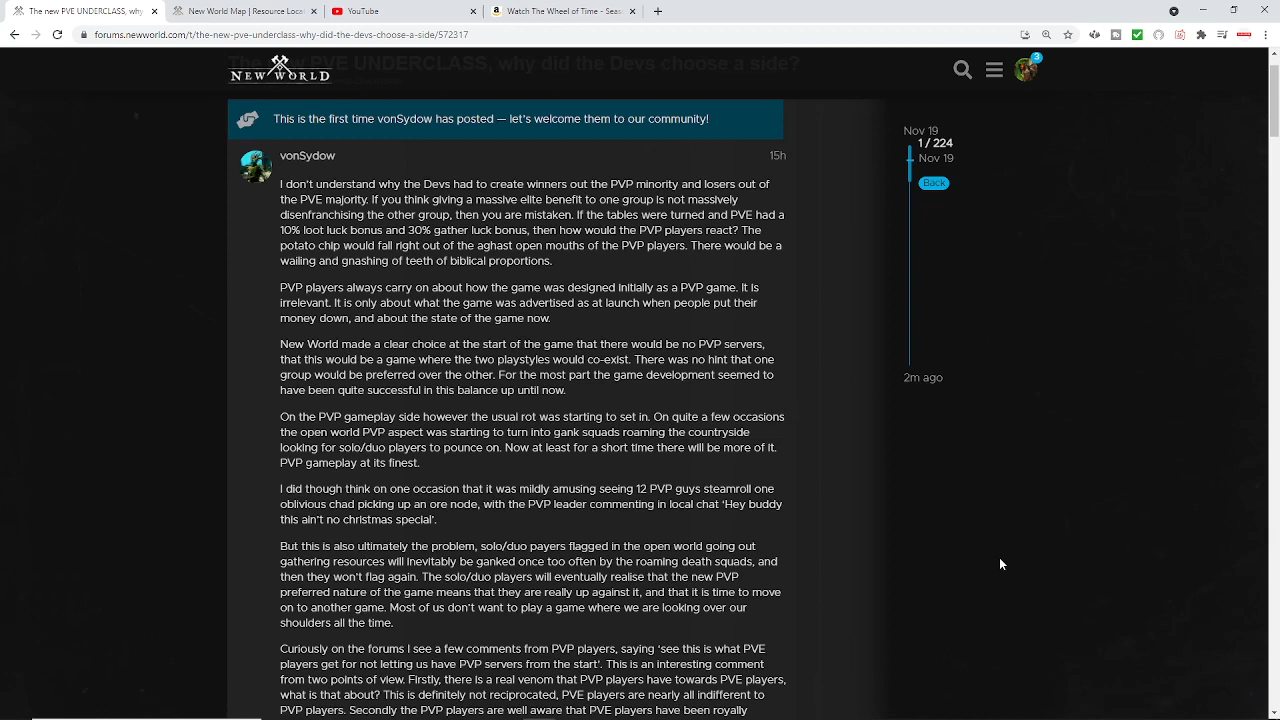 The new PVE UNDERCLASS, why
New World Map | Resource Loca
YouTube
Watch The Wheel of Time - Seas
forums.newworld.com/t/the-new-pve-underclass-why-did-the-devs-choose-a-side/572317
The new PVE UNDERCLASS, why did the Devs choose a side?
NEW WORLD
3
This is the first time vonSydow has posted — let's welcome them to our community!
vonSydow
15h
I don't understand why the Devs had to create winners out the PVP minority and losers out of
the PVE majority. If you think giving a massive elite benefit to one group is not massively
disenfranchising the other group, then you are mistaken. If the tables were turned and PVE had a
10% loot luck bonus and 30% gather luck bonus, then how would the PVP players react? The
potato chip would fall right out of the aghast open mouths of the PVP players. There would be a
wailing and gnashing of teeth of biblical proportions.
PVP players always carry on about how the game was designed initially as a PVP game. It is
irrelevant. It is only about what the game was advertised as at launch when people put their
money down, and about the state of the game now.
New World made a clear choice at the start of the game that there would be no PVP servers,
that this would be a game where the two playstyles would co-exist. There was no hint that one
group would be preferred over the other. For the most part the game development seemed to
have been quite successful in this balance up until now.
On the PVP gameplay side however the usual rot was starting to set in. On quite a few occasions
the open world PVP aspect was starting to turn into gank squads roaming the countryside
looking for solo/duo players to pounce on. Now at least for a short time there will be more of it.
PVP gameplay at its finest.
I did though think on one occasion that it was mildly amusing seeing 12 PVP guys steamroll one
oblivious chad picking up an ore node, with the PVP leader commenting in local chat 'Hey buddy
this ain't no christmas special'.
But this is also ultimately the problem, solo/duo payers flagged in the open world going out
gathering resources will inevitably be ganked once too often by the roaming death squads, and
then they won't flag again. The solo/duo players will eventually realise that the new PVP
preferred nature of the game means that they are really up against it, and that it is time to move
on to another game. Most of us don't want to play a game where we are looking over our
shoulders all the time.
Curiously on the forums I see a few comments from PVP players, saying 'see this is what PVE
players get for not letting us have PVP servers from the start'. This is an interesting comment
from two points of view. Firstly, there is a real venom that PVP players have towards PVE players,
what is that about? This is definitely not reciprocated, PVE players are nearly all indifferent to
PVP players. Secondly the PVP players are well aware that PVE players have been royally
Nov 19
1 / 224
Nov 19
Back
2m ago